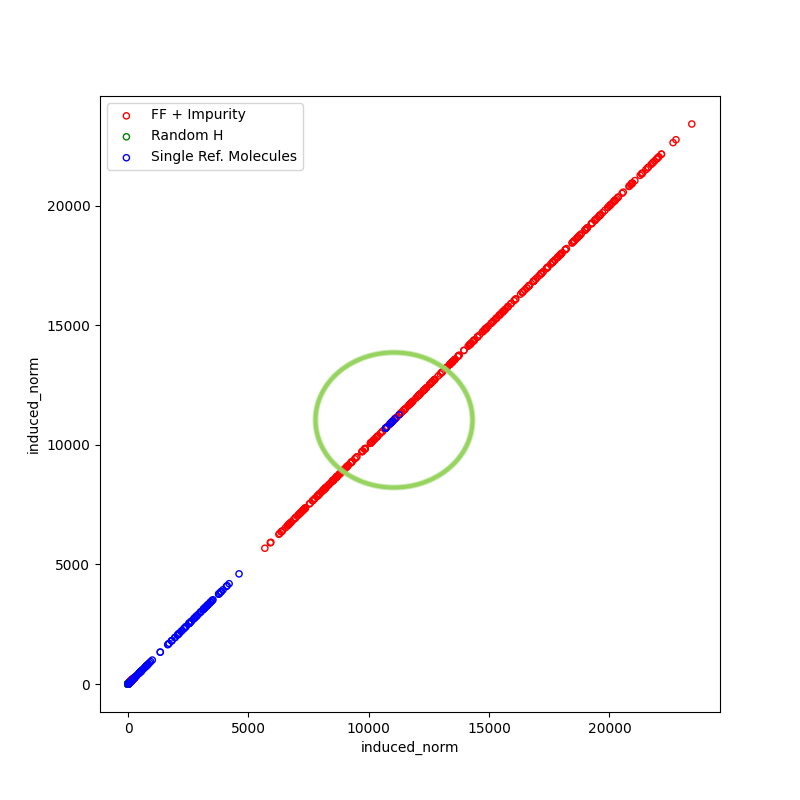 FF + Impurity
Random H
Single Ref. Molecules
20000
15000
10000
5000
0
induced_norm
0 5000 10000 15000 20000
induced_norm